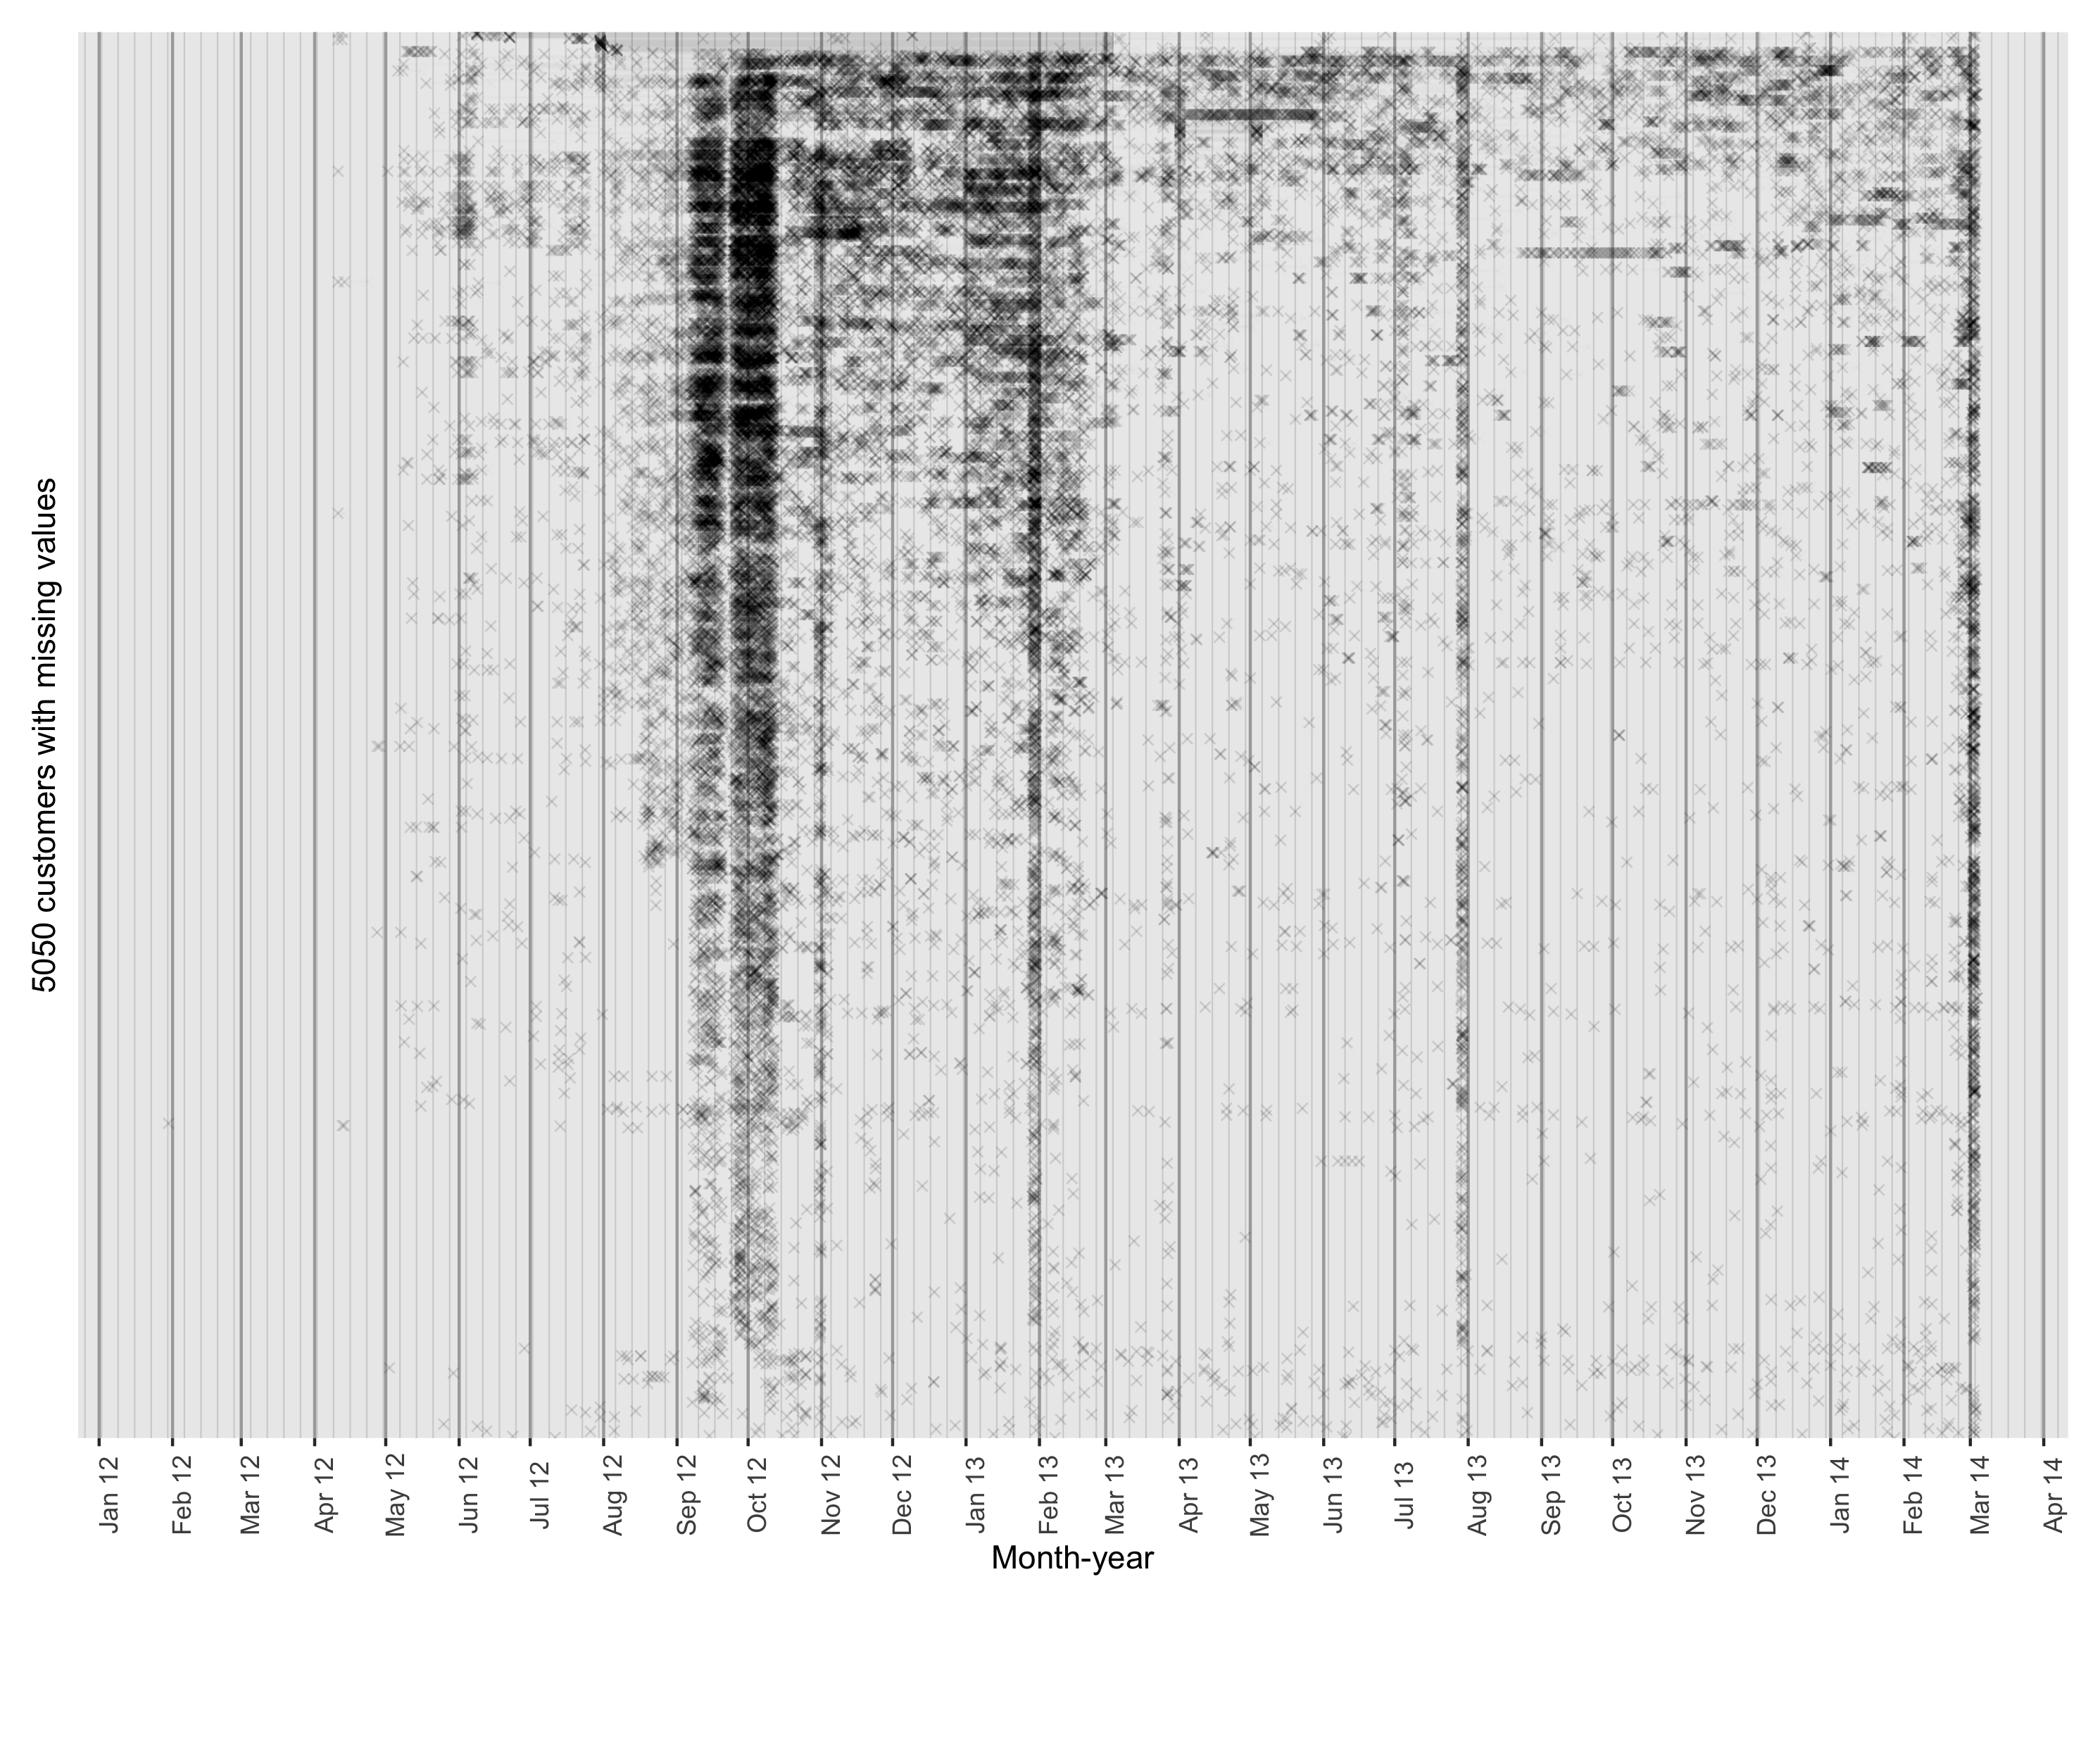 5050 customers with missing values
Jan 12
Feb 12
Mar 12
Apr 12
May 12
Jun 12
Jul 12
Aug 12
Sep 12
Oct 12
Nov 12
Dec 12
Jan 13
Feb 13
Mar 13
Apr 13
May 13
Jun 13
Jul 13
Aug 13
Sep 13
Oct 13
Nov 13
Dec 13
Jan 14
Feb 14
Mar 14
Apr 14
Month-year